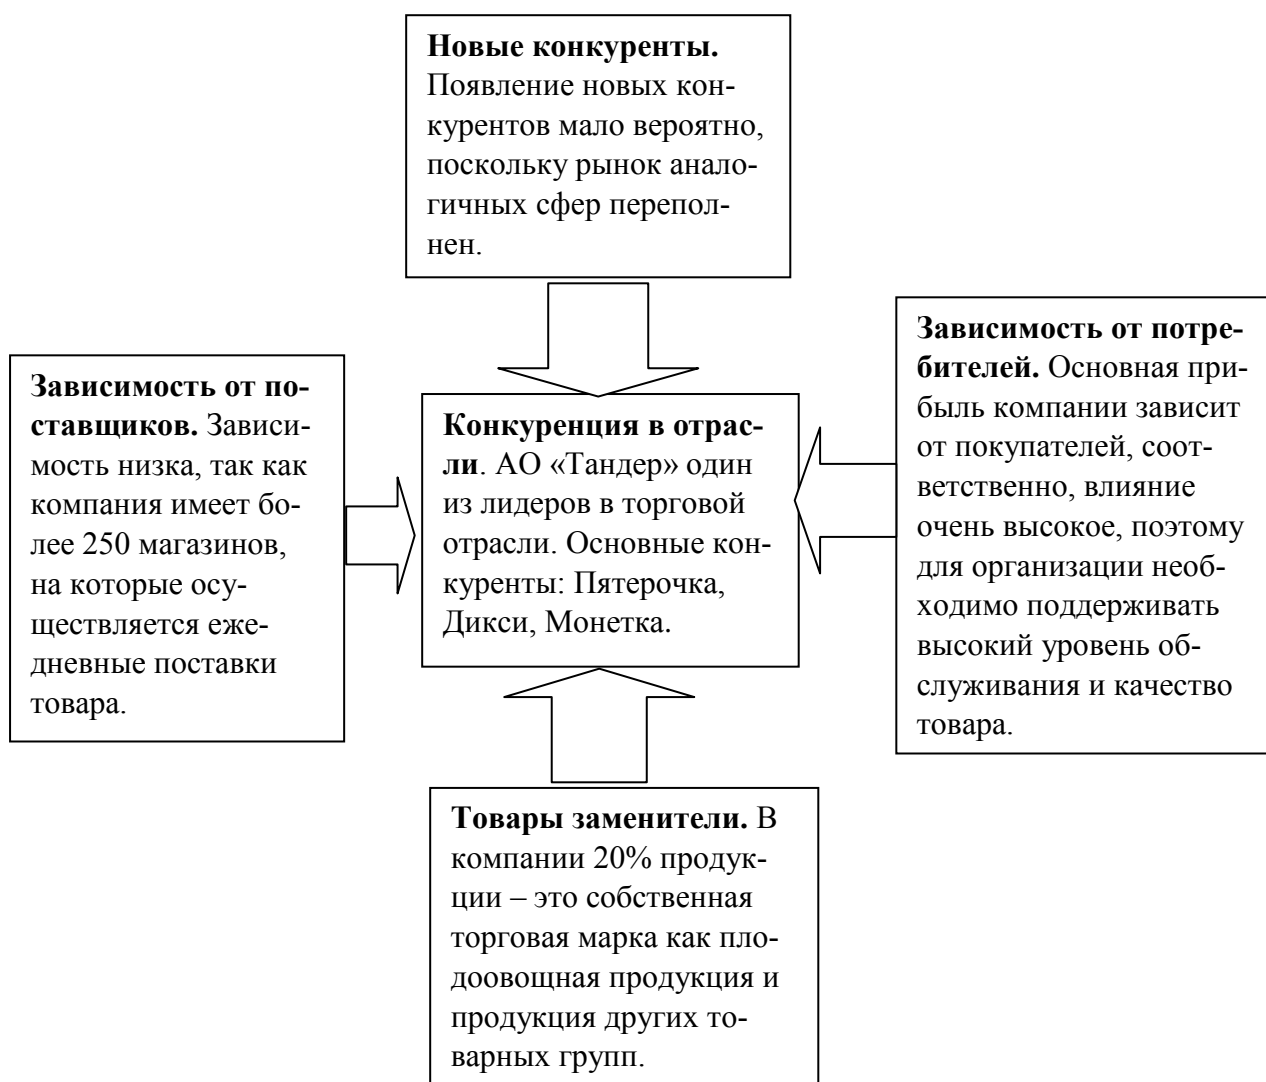 Новые конкуренты.
Появление новых кон-
курентов мало вероятно,
поскольку рынок анало-
гичных сфер перепол-
нен.
Зависимость от по-
ставщиков. Зависи-
мость низка, так как
компания имеет бо-
лее 250 магазинов,
на которые осу-
ществляется еже-
дневные поставки
товара.
Конкуренция в отрас-
ли. АО «Тандер» один
из лидеров в торговой
отрасли. Основные кон-
куренты: Пятерочка,
Дикси, Монетка.
Зависимость от потре-
бителей. Основная при-
быль компании зависит
от покупателей, соот-
ветственно, влияние
очень высокое, поэтому
для организации необ-
ходимо поддерживать
высокий уровень об-
служивания и качество
товара.
Товары заменители. В
компании 20% продук-
ции – это собственная
торговая марка как пло-
доовощная продукция и
продукция других то-
варных групп.